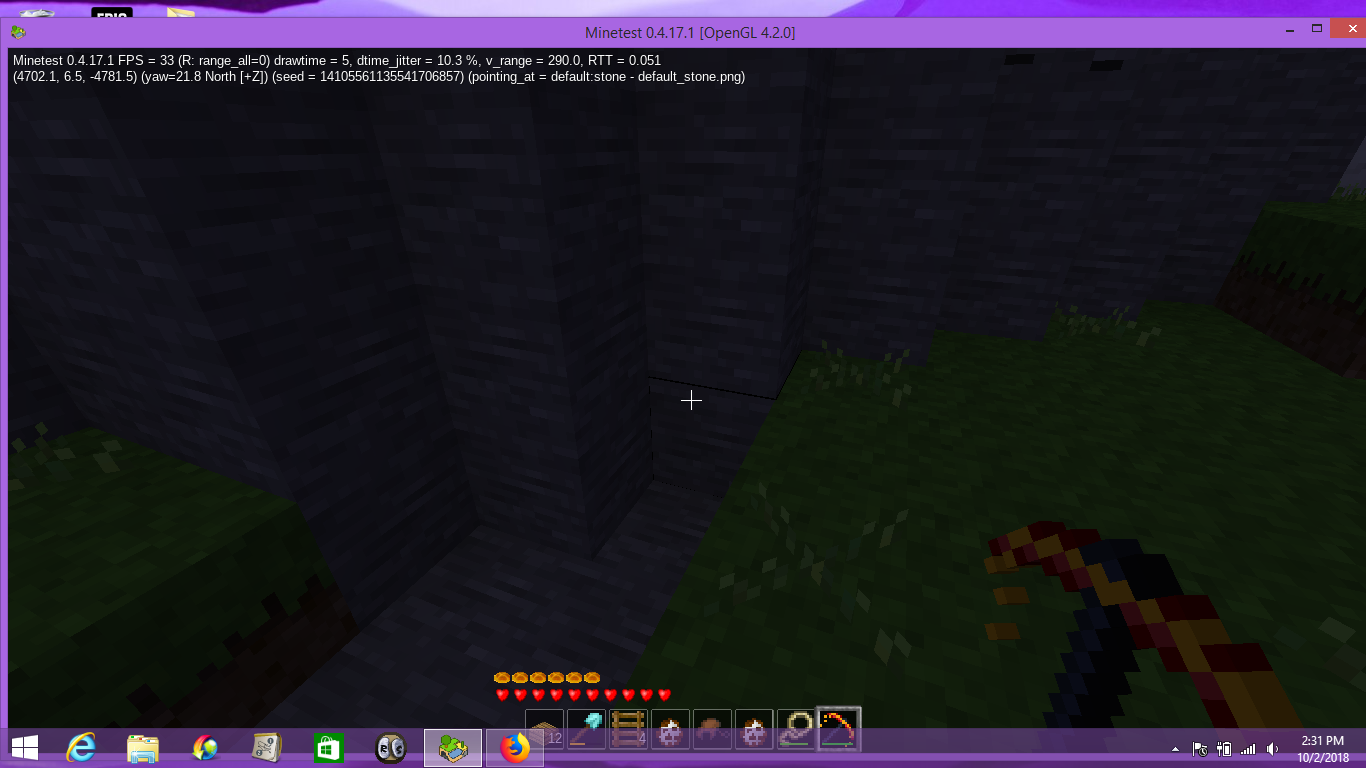 EPIC
Minetest 0.4.17.1 [OpenGL 4.2.0]
Minetest 0.4.17.1 FPS = 33 (R: range_all=0) drawtime = 5, dtime_jitter = 10.3 %, v_range = 290.0, RTT = 0.051
(4702.1, 6.5, -4781.5) (yaw=21.8 North [+Z]) (seed = 14105561135541706857) (pointing_at = default:stone - default_stone.png)
12
4
2:31 PM
10/2/2018